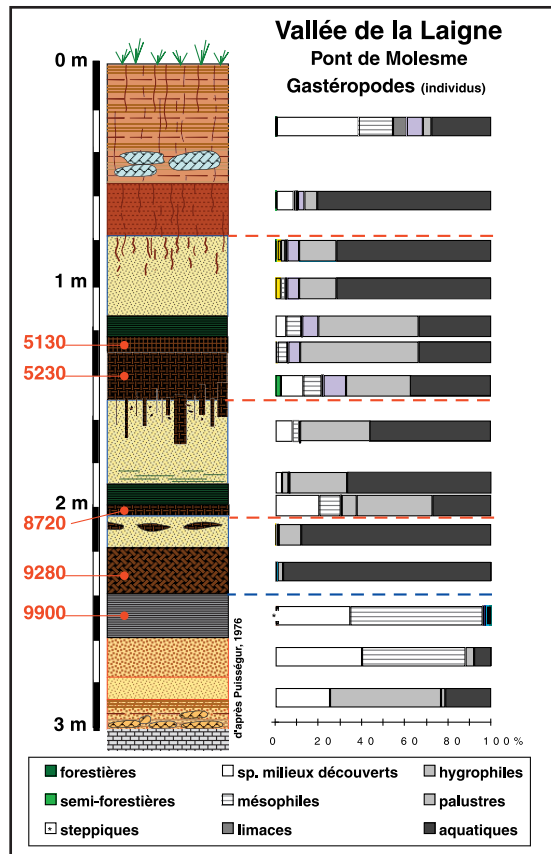 Vallée de la Laigne
Pont de Molesme
Gastéropodes (individus)
0 m
1 m
5130
5230
2 m
8720
9280
9900
3 m
d'après Puisségur, 1976
0 20 40 60 80 100 %
forestières
semi-forestières
* steppiques
sp. milieux découverts
mésophiles
limaces
hygrophiles
palustres
aquatiques